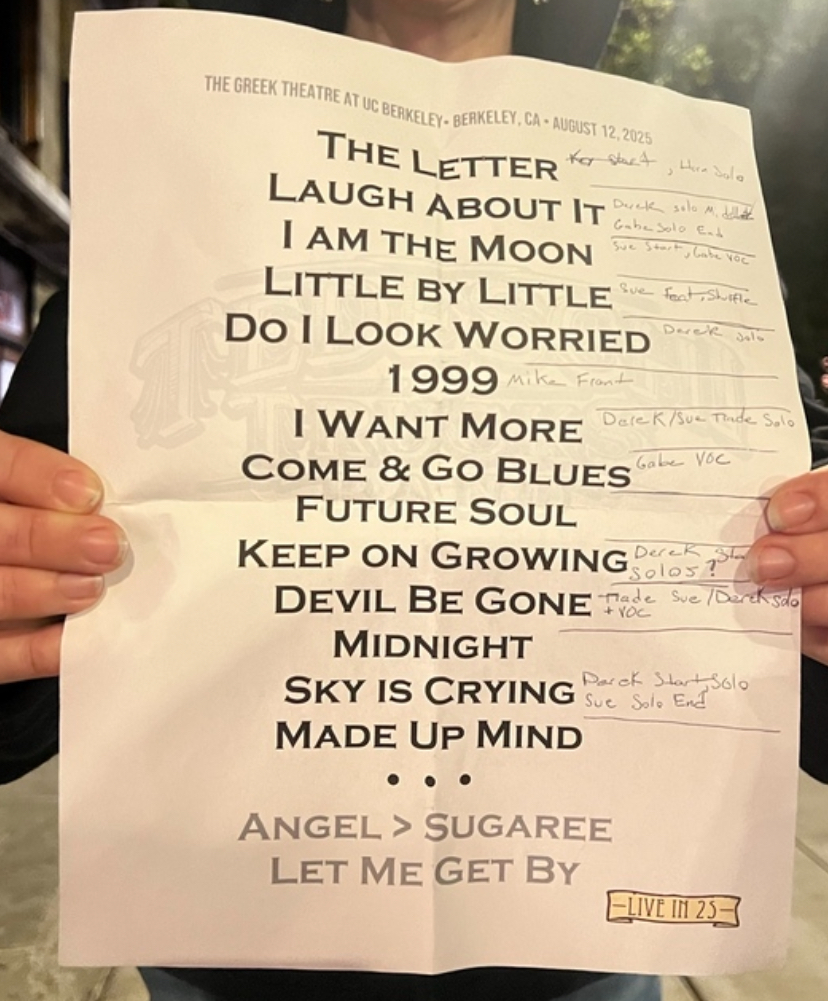 THE GREEK THEATRE AT UC BERKELEY • BERKELEY, CA • AUGUST 12, 2025
THE LETTER Key start, Horn Solo
LAUGH ABOUT IT Derek solo Middle
Gabe Solo End
I AM THE MOON Sue Start, Gabe VOC
LITTLE BY LITTLE Sue Feat, Shuffle
DO I LOOK WORRIED Derek solo
1999 Mike Front
I WANT MORE Derek/Sue Trade Solo
COME & GO BLUES Gabe VOC
FUTURE SOUL
KEEP ON GROWING Derek
Solos?
DEVIL BE GONE Trade Sue/Derek solo
+ VOC
MIDNIGHT
SKY IS CRYING Derek Start, Solo
Sue Solo End
MADE UP MIND
• • •
ANGEL > SUGAREE
LET ME GET BY
-LIVE IN 25-